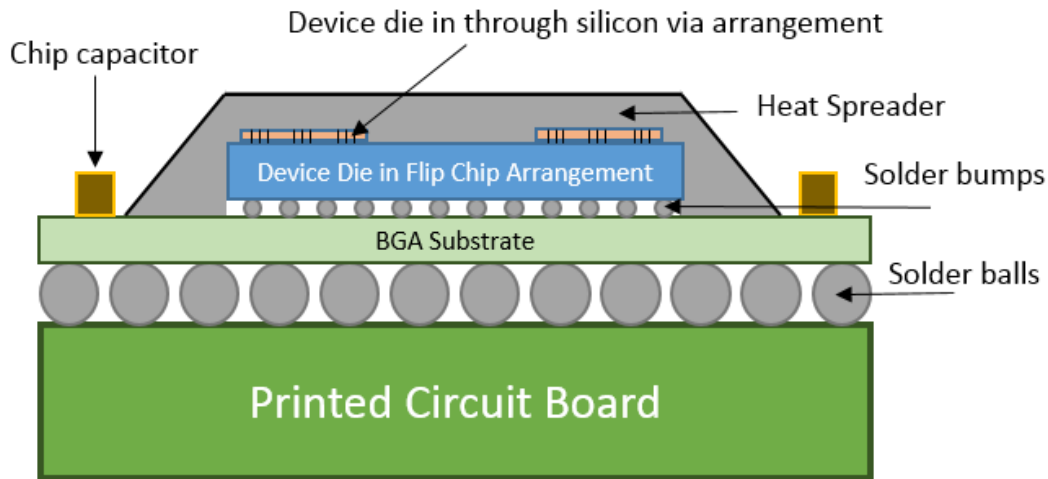 Device die in through silicon via arrangement
Chip capacitor
Heat Spreader
Device Die in Flip Chip Arrangement
Solder bumps
BGA Substrate
Solder balls
Printed Circuit Board